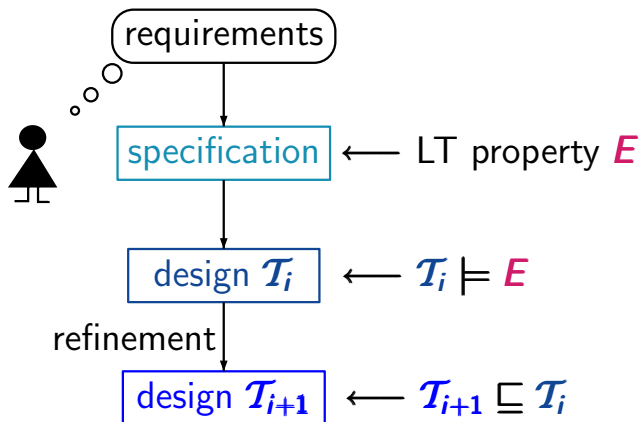 requirements
specification ⟵ LT property E
design 𝒯ᵢ ⟵ 𝒯ᵢ ⊨ E
refinement
design 𝒯ᵢ₊₁ ⟵ 𝒯ᵢ₊₁ ⊑ 𝒯ᵢ